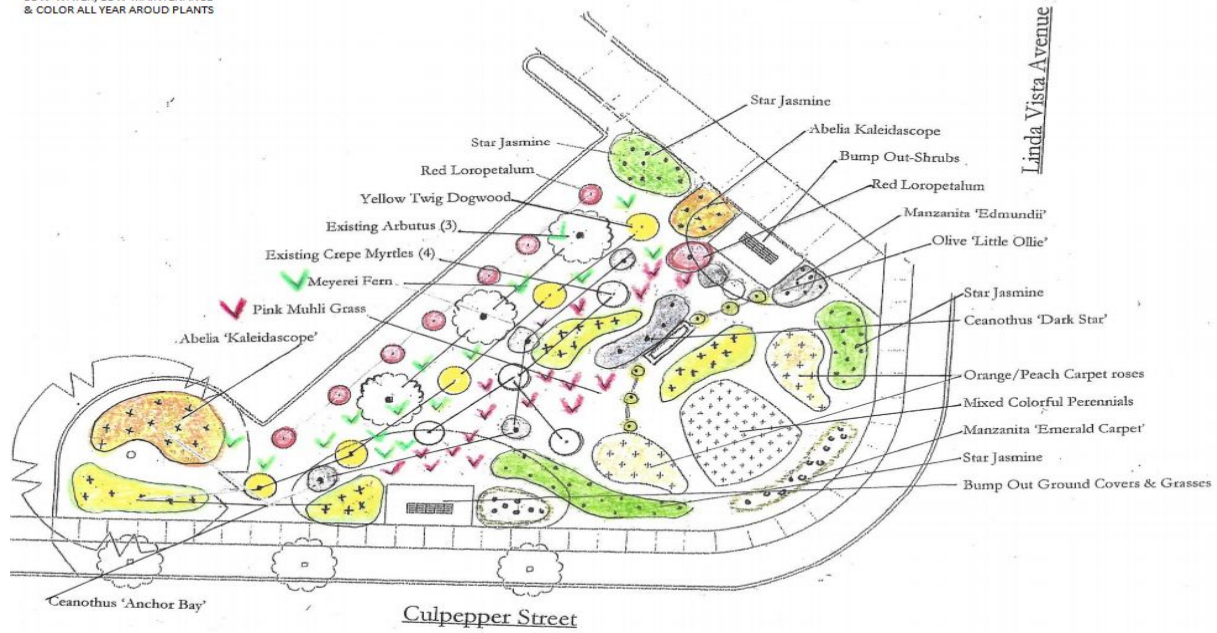 & COLOR ALL YEAR AROUD PLANTS
Linda Vista Avenue
Star Jasmine
Abelia Kaleidascope
Bump Out-Shrubs
Red Loropetalum
Manzanita 'Edmundii'
Olive 'Little Ollie'
Star Jasmine
Ceanothus 'Dark Star'
Orange/Peach Carpet roses
Mixed Colorful Perennials
Manzanita 'Emerald Carpet'
Star Jasmine
Bump Out Ground Covers & Grasses
Star Jasmine
Red Loropetalum
Yellow Twig Dogwood
Existing Arbutus (3)
Existing Crepe Myrtles (4)
Meyerei Fern
Pink Muhli Grass
Abelia 'Kaleidascope'
Ceanothus 'Anchor Bay'
Culpepper Street